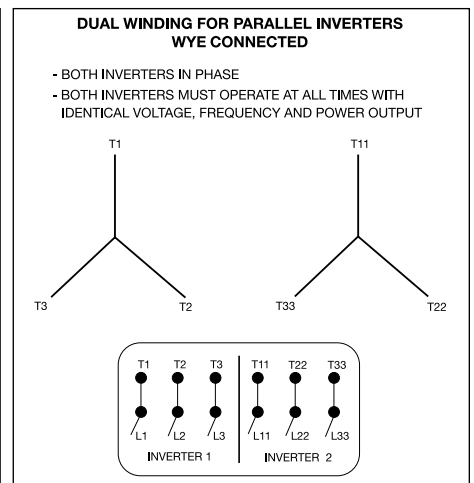 DUAL WINDING FOR PARALLEL INVERTERS
WYE CONNECTED
- BOTH INVERTERS IN PHASE
- BOTH INVERTERS MUST OPERATE AT ALL TIMES WITH
IDENTICAL VOLTAGE, FREQUENCY AND POWER OUTPUT
T1
T11
T3
T2
T33
T22
T1 T2 T3 T11 T22 T33
L1 L2 L3 L11 L22 L33
INVERTER 1 INVERTER 2